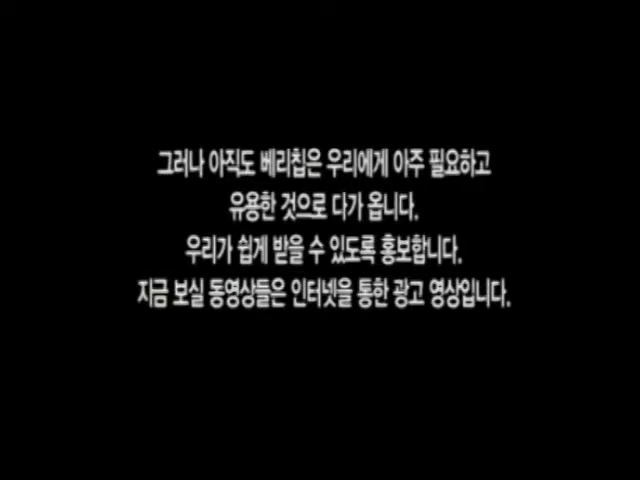 그러나 아직도 베리칩은 우리에게 아주 필요하고
유용한 것으로 다가 옵니다.
우리가 쉽게 받을 수 있도록 홍보합니다.
지금 보실 동영상들은 인터넷을 통한 광고 영상입니다.